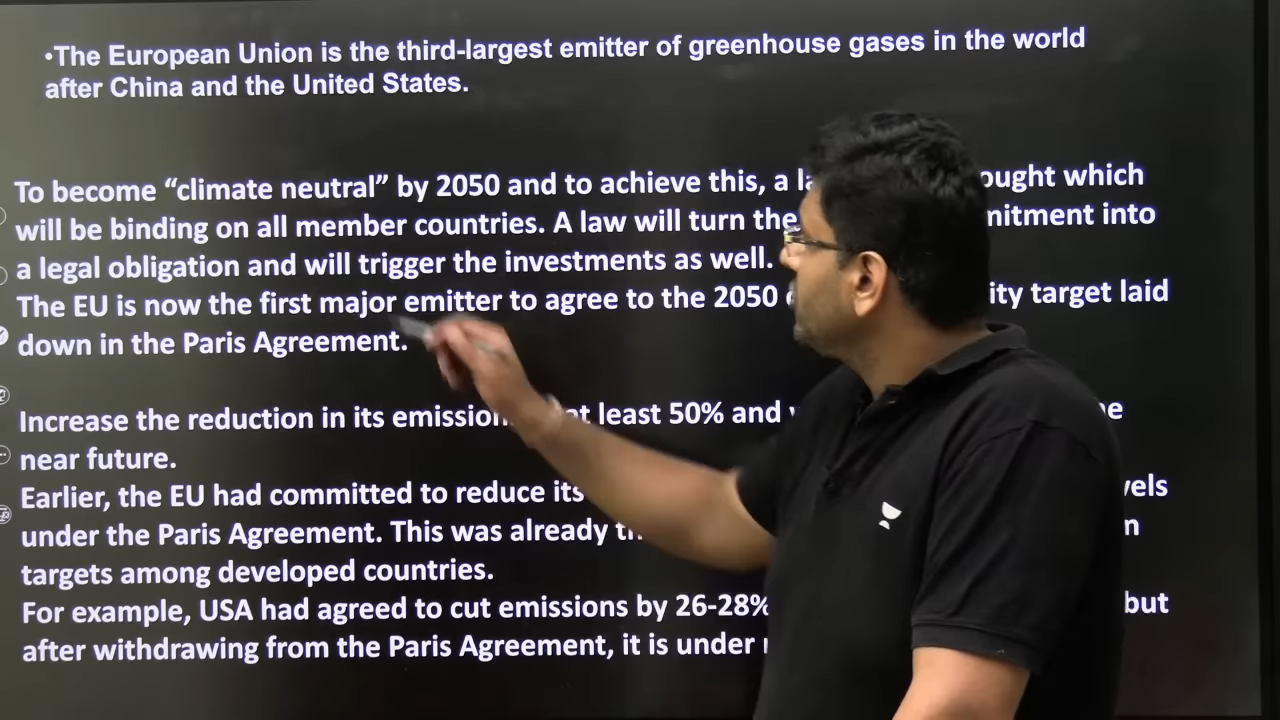 •The European Union is the third-largest emitter of greenhouse gases in the world
after China and the United States.
To become “climate neutral” by 2050 and to achieve this, a which
will be binding on all member countries. A law will turn the into
a legal obligation and will trigger the investments as well.
The EU is now the first major emitter to agree to the 2050 target laid
down in the Paris Agreement.
Increase the reduction in its least 50% and
near future.
Earlier, the EU had committed to reduce its
under the Paris Agreement. This was already
targets among developed countries.
For example, USA had agreed to cut emissions by 26-28% but
after withdrawing from the Paris Agreement, it is under